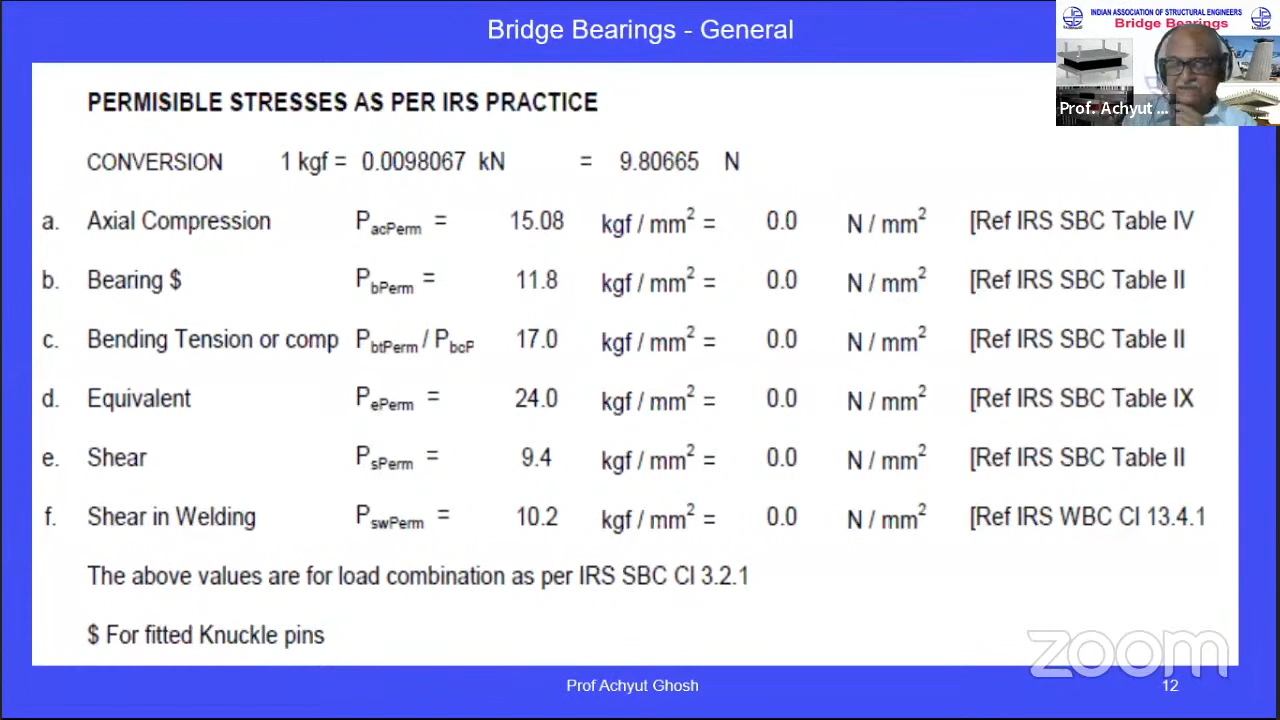 Bridge Bearings - General
INDIAN ASSOCIATION OF STRUCTURAL ENGINEERS
Bridge Bearings
Prof. Achyut ...
PERMISIBLE STRESSES AS PER IRS PRACTICE
CONVERSION 1 kgf = 0.0098067 kN = 9.80665 N
a. Axial Compression PacPerm = 15.08 kgf / mm² = 0.0 N / mm² [Ref IRS SBC Table IV
b. Bearing $ PbPerm = 11.8 kgf / mm² = 0.0 N / mm² [Ref IRS SBC Table II
c. Bending Tension or comp PbtPerm / PbcP 17.0 kgf / mm² = 0.0 N / mm² [Ref IRS SBC Table II
d. Equivalent PePerm = 24.0 kgf / mm² = 0.0 N / mm² [Ref IRS SBC Table IX
e. Shear PsPerm = 9.4 kgf / mm² = 0.0 N / mm² [Ref IRS SBC Table II
f. Shear in Welding PswPerm = 10.2 kgf / mm² = 0.0 N / mm² [Ref IRS WBC Cl 13.4.1
The above values are for load combination as per IRS SBC Cl 3.2.1
$ For fitted Knuckle pins
zoom
Prof Achyut Ghosh
12